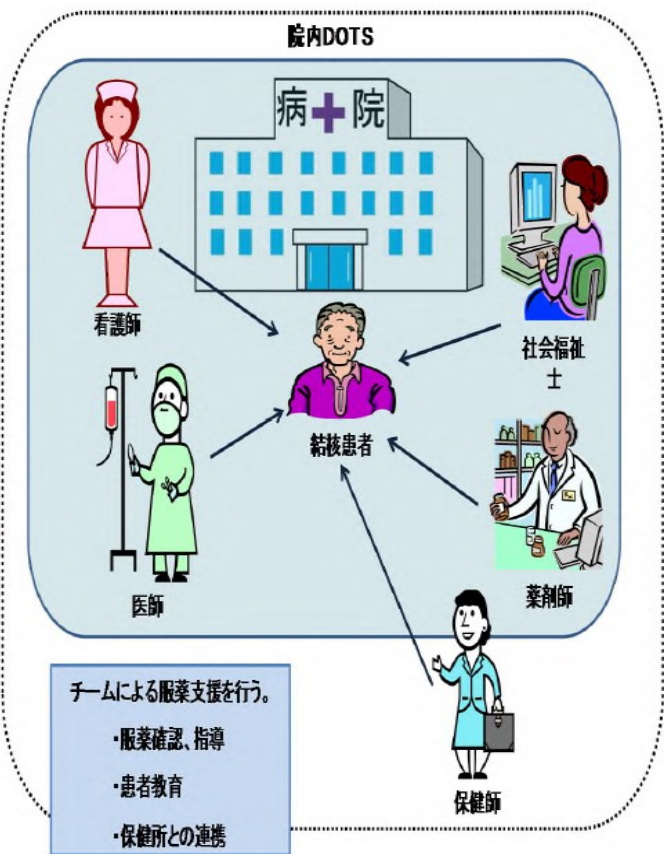 院内DOTS
病院
看護師
社会福祉
士
結核患者
医師
薬剤師
保健師
チームによる服薬支援を行う。
・服薬確認、指導
・患者教育
・保健所との連携